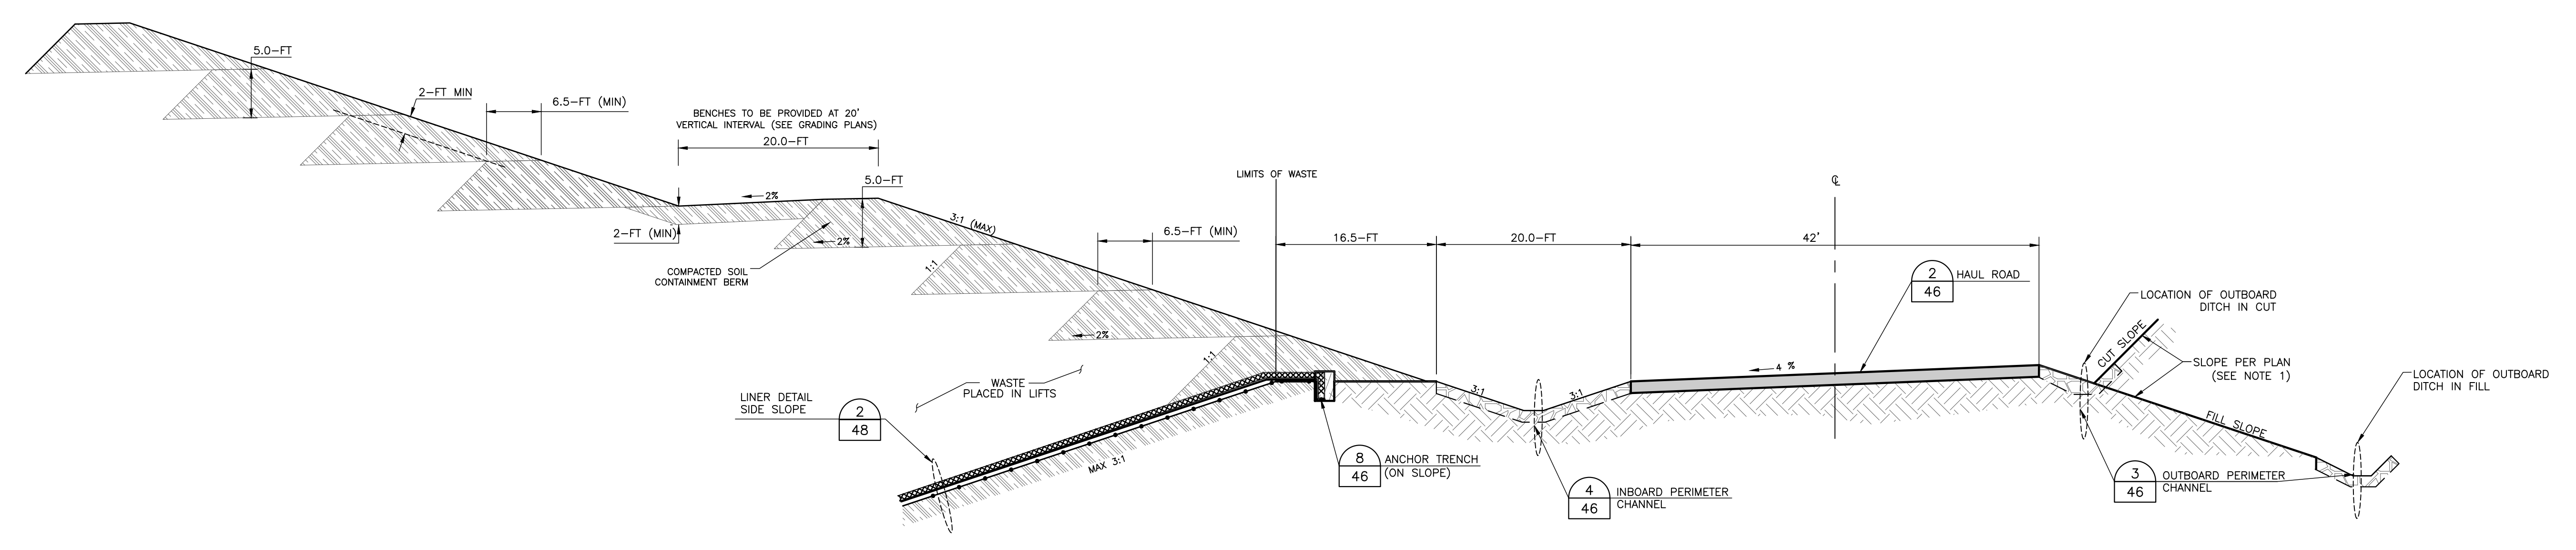 5.0-FT
2-FT MIN
6.5-FT (MIN)
BENCHES TO BE PROVIDED AT 20'
VERTICAL INTERVAL (SEE GRADING PLANS)
20.0-FT
2%
5.0-FT
2-FT (MIN)
2%
COMPACTED SOIL
CONTAINMENT BERM
3:1 (MAX)
1:1
6.5-FT (MIN)
2%
1:1
LIMITS OF WASTE
16.5-FT
20.0-FT
42'
℄
2
46
HAUL ROAD
4 %
LOCATION OF OUTBOARD
DITCH IN CUT
CUT SLOPE
SLOPE PER PLAN
(SEE NOTE 1)
LOCATION OF OUTBOARD
DITCH IN FILL
FILL SLOPE
WASTE
PLACED IN LIFTS
LINER DETAIL
SIDE SLOPE
2
48
MAX 3:1
3:1
3:1
8
46
ANCHOR TRENCH
(ON SLOPE)
4
46
INBOARD PERIMETER
CHANNEL
3
46
OUTBOARD PERIMETER
CHANNEL